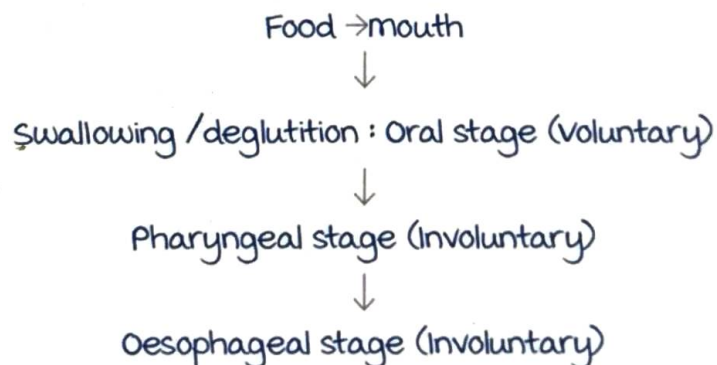 Food →mouth
↓
Swallowing /deglutition : Oral stage (Voluntary)
↓
Pharyngeal stage (Involuntary)
↓
Oesophageal stage (Involuntary)